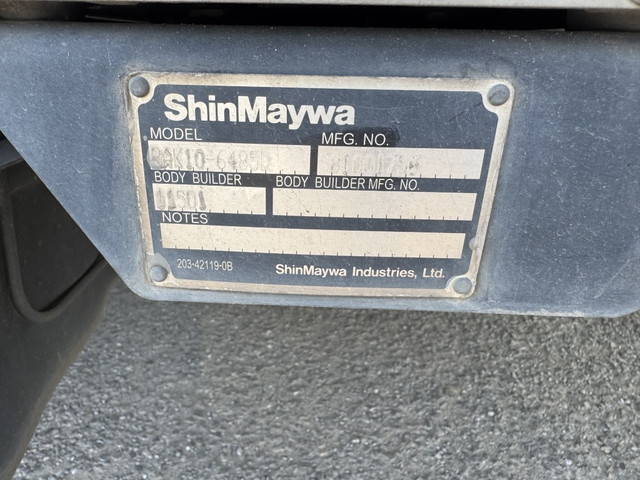 ShinMaywa
MODEL
MFG. NO.
BODY BUILDER
BODY BUILDER MFG. NO.
NOTES
203-42119-0B
ShinMaywa Industries, Ltd.